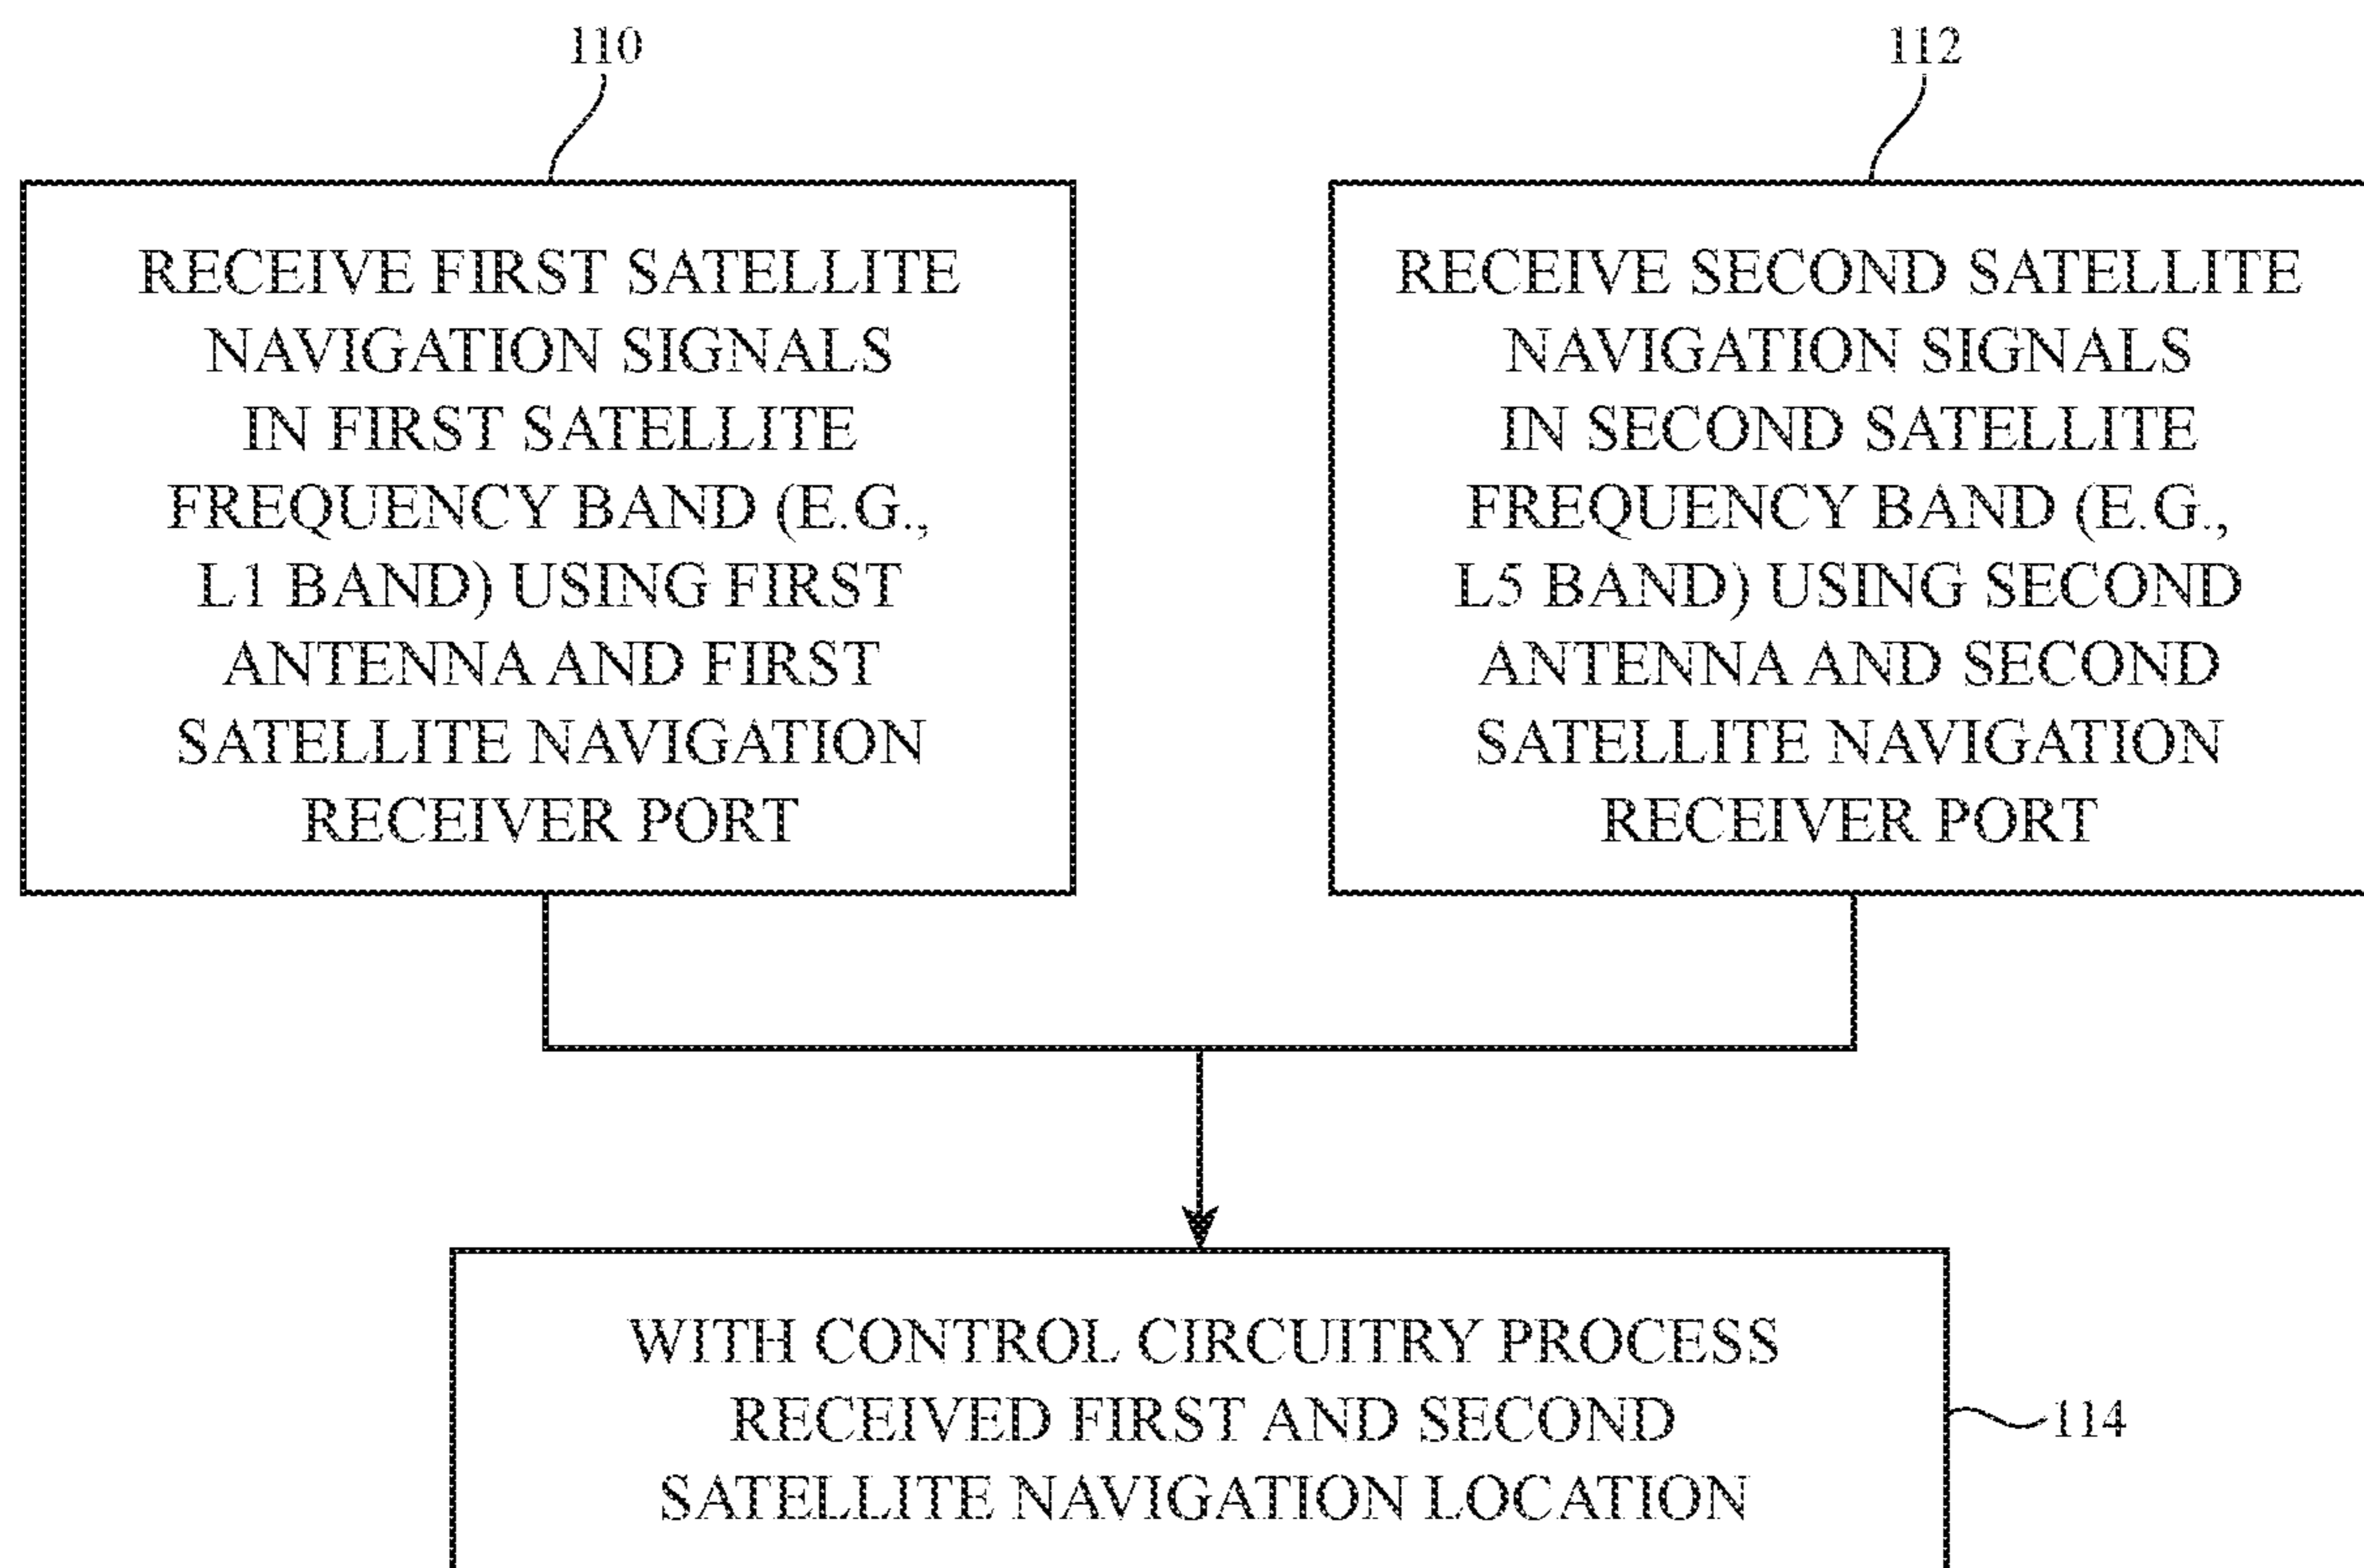 110
RECEIVE FIRST SATELLITE
NAVIGATION SIGNALS
IN FIRST SATELLITE
FREQUENCY BAND (E.G.,
L1 BAND) USING FIRST
ANTENNA AND FIRST
SATELLITE NAVIGATION
RECEIVER PORT
112
RECEIVE SECOND SATELLITE
NAVIGATION SIGNALS
IN SECOND SATELLITE
FREQUENCY BAND (E.G.,
L5 BAND) USING SECOND
ANTENNA AND SECOND
SATELLITE NAVIGATION
RECEIVER PORT
WITH CONTROL CIRCUITRY PROCESS
RECEIVED FIRST AND SECOND
SATELLITE NAVIGATION LOCATION
114